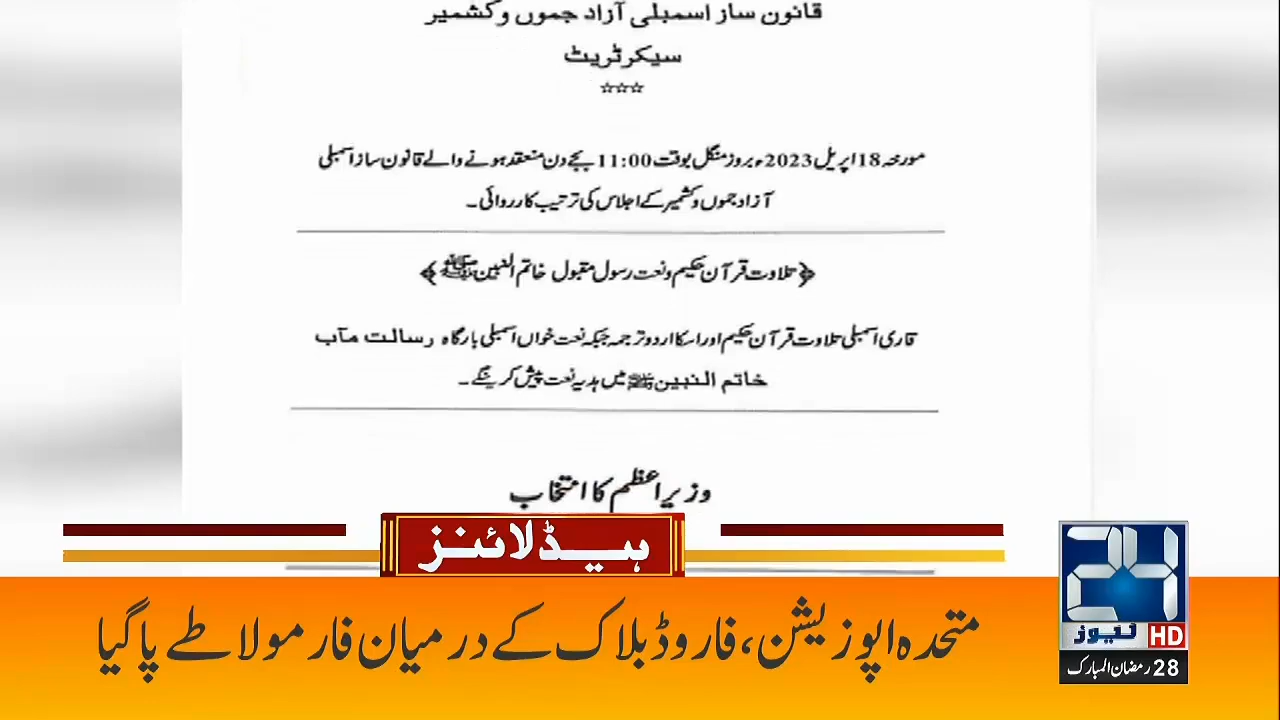 قانون ساز اسمبلی آزاد جموں وکشمیر
سیکرٹریٹ
☆☆☆
مورخہ 18 اپریل 2023ء بروز منگل بوقت 11:00 بجے دن منعقد ہونے والے قانون ساز اسمبلی
آزاد جموں و کشمیر کے اجلاس کی ترتیب کارروائی۔
﴿تلاوت قرآن حکیم و نعت رسول مقبول خاتم النبین ﷺ﴾
قاری اسمبلی تلاوت قرآن حکیم اور اسکا اردو ترجمہ جبکہ نعت خواں اسمبلی بارگاہ رسالت مآب
خاتم النبین ﷺ میں ہدیہ نعت پیش کرینگے۔
وزیراعظم کا انتخاب
ہیڈلائنز
متحدہ اپوزیشن، فارورڈ بلاک کے درمیان فارمولا طے پاگیا
24
نیوز HD
28 رمضان المبارک